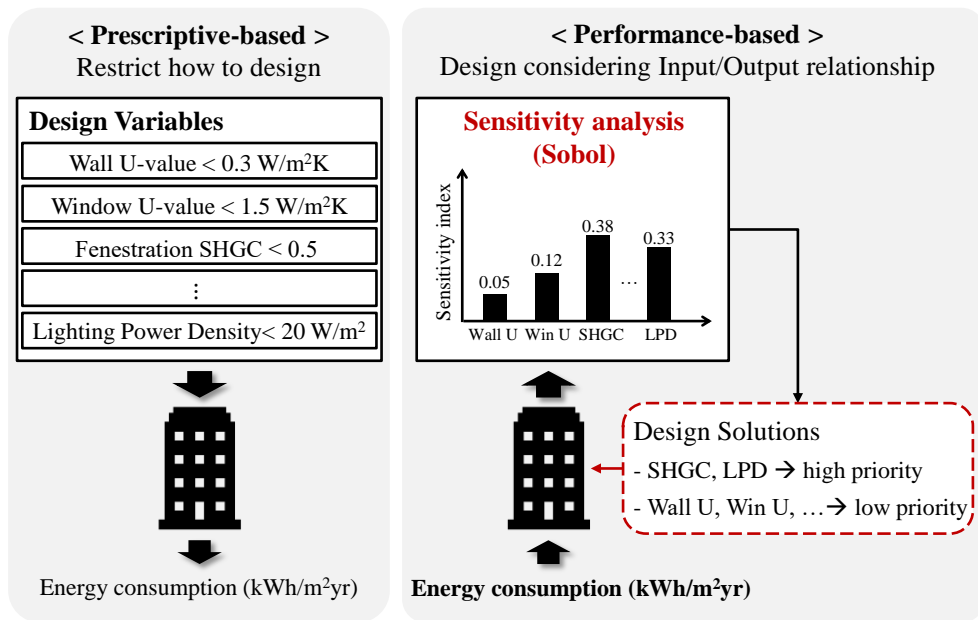 < Prescriptive-based >
Restrict how to design
Design Variables
Wall U-value < 0.3 W/m²K
Window U-value < 1.5 W/m²K
Fenestration SHGC < 0.5
⋮
Lighting Power Density< 20 W/m²
Energy consumption (kWh/m²yr)
< Performance-based >
Design considering Input/Output relationship
Sensitivity analysis
(Sobol)
Sensitivity index
0.05
0.12
0.38
...
0.33
Wall U
Win U
SHGC
LPD
Design Solutions
- SHGC, LPD → high priority
- Wall U, Win U, …→ low priority
Energy consumption (kWh/m²yr)